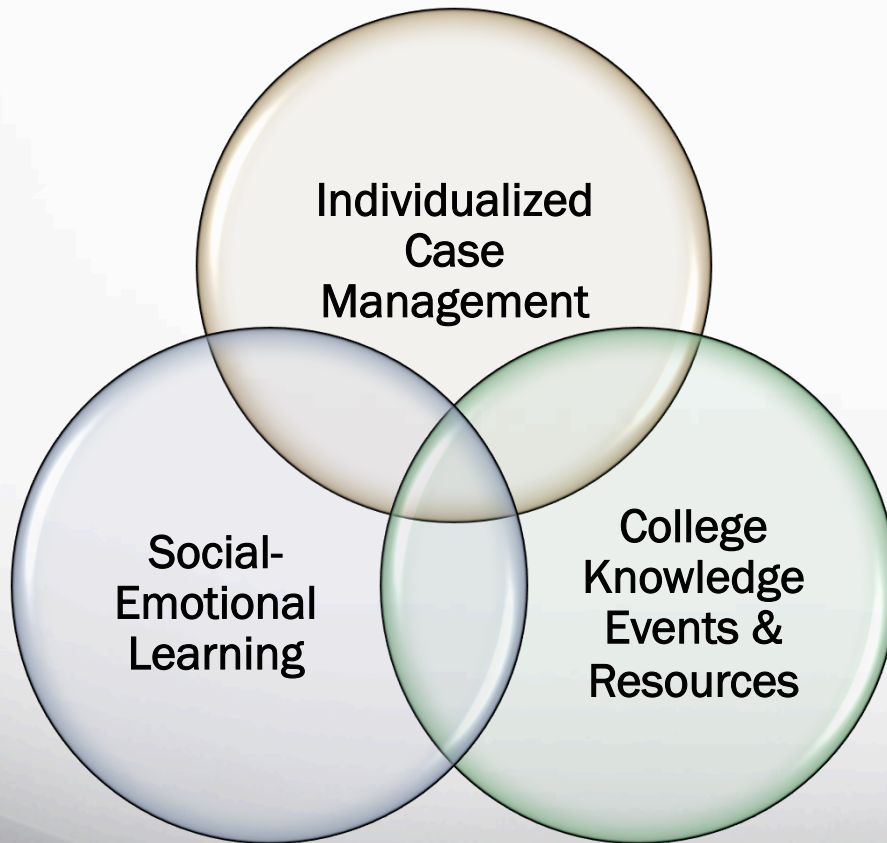 Individualized
Case
Management
Social-
Emotional
Learning
College
Knowledge
Events &
Resources